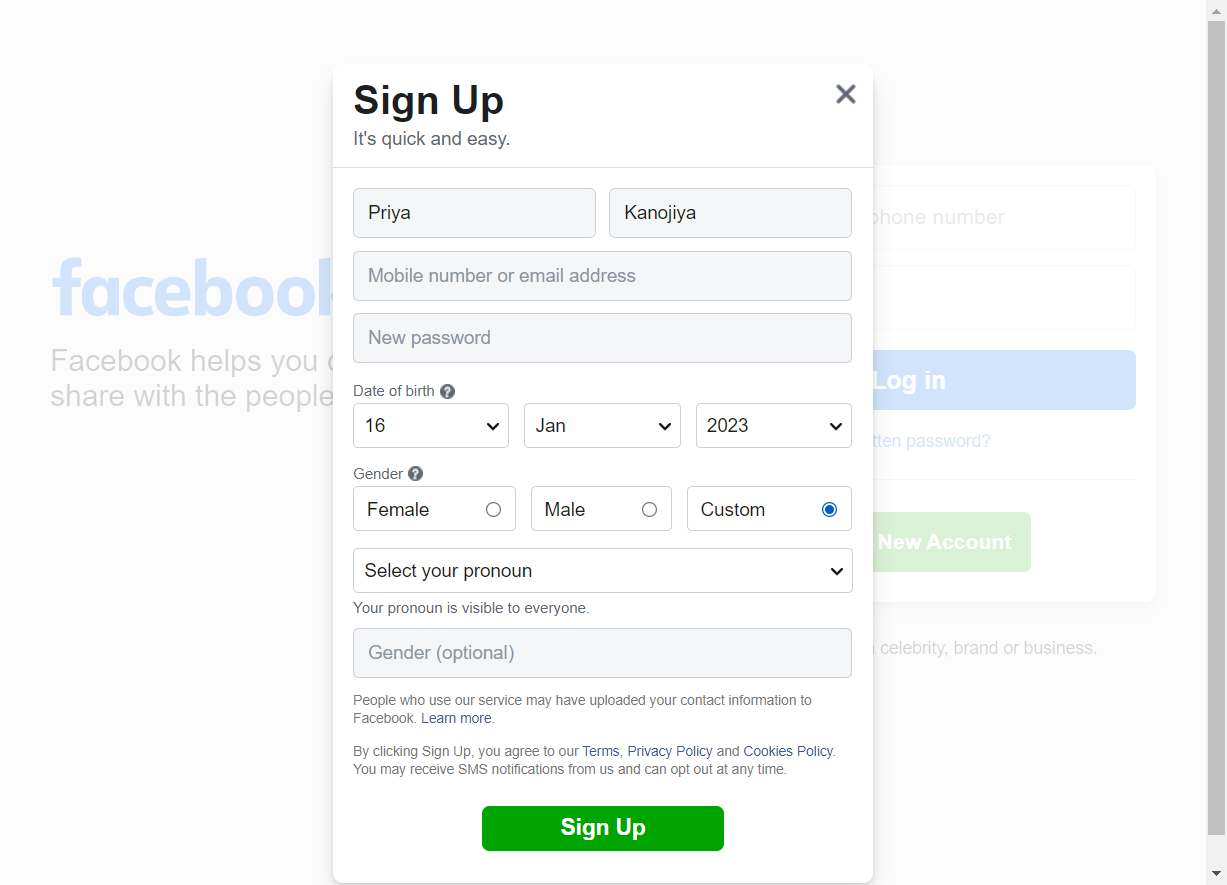 Sign Up
It's quick and easy.
Priya
Kanojiya
Mobile number or email address
New password
Date of birth
16
Jan
2023
Gender
Female
Male
Custom
Select your pronoun
Your pronoun is visible to everyone.
Gender (optional)
People who use our service may have uploaded your contact information to
Facebook. Learn more.
By clicking Sign Up, you agree to our Terms, Privacy Policy and Cookies Policy.
You may receive SMS notifications from us and can opt out at any time.
Sign Up
facebook
Facebook helps you
share with the people
phone number
Log in
password?
New Account
celebrity, brand or business.